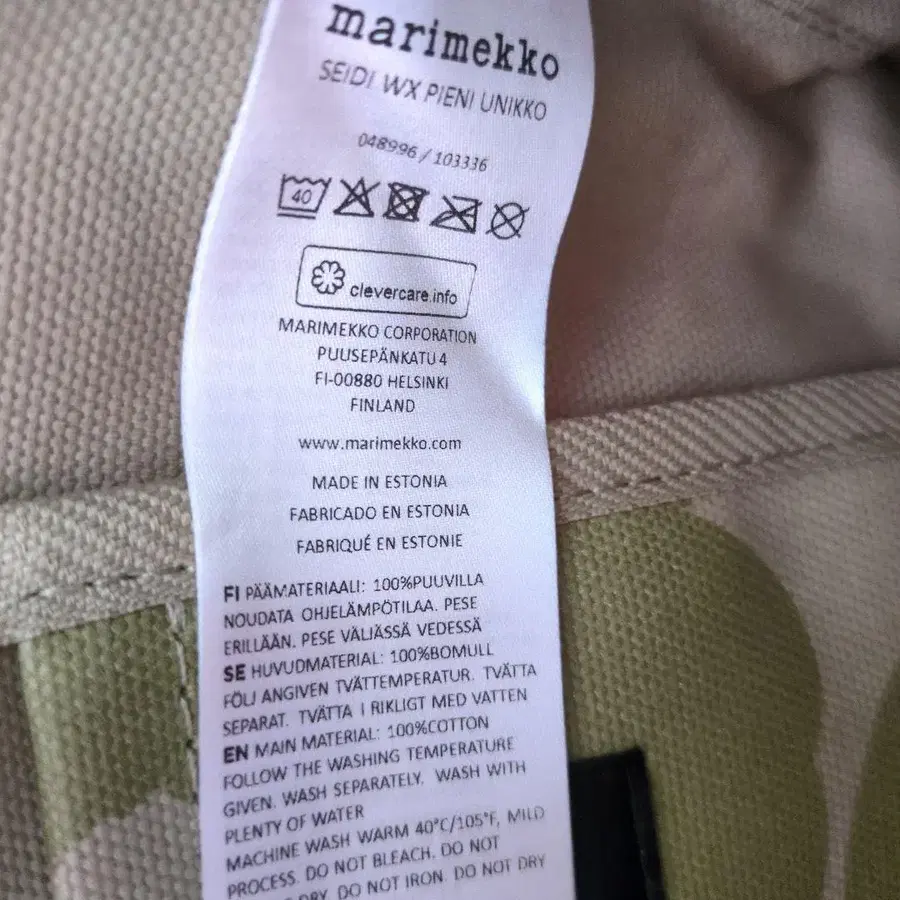 marimekko
SEIDI WX PIENI UNIKKO
048996 / 103336
40
clevercare.info
MARIMEKKO CORPORATION
PUUSEPÄNKATU 4
FI-00880 HELSINKI
FINLAND
www.marimekko.com
MADE IN ESTONIA
FABRICADO EN ESTONIA
FABRIQUÉ EN ESTONIE
FI PÄÄMATERIAALI: 100%PUUVILLA
NOUDATA OHJELÄMPÖTILAA. PESE
ERILLÄÄN. PESE VÄLJÄSSÄ VEDESSÄ
SE HUVUDMATERIAL: 100%BOMULL
FÖLJ ANGIVEN TVÄTTEMPERATUR. TVÄTTA
SEPARAT. TVÄTTA I RIKLIGT MED VATTEN
EN MAIN MATERIAL: 100%COTTON
FOLLOW THE WASHING TEMPERATURE
GIVEN. WASH SEPARATELY. WASH WITH
PLENTY OF WATER
MACHINE WASH WARM 40°C/105°F, MILD
PROCESS. DO NOT BLEACH. DO NOT
DRY. DO NOT IRON. DO NOT DRY